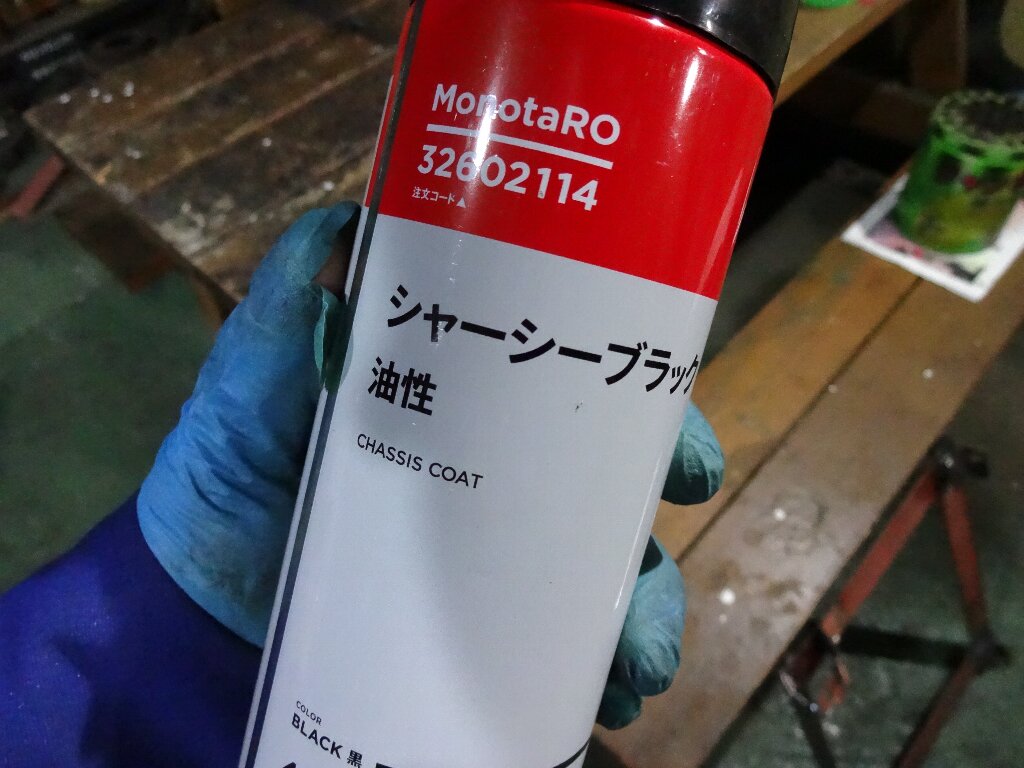 MonotaRO
32602114
注文コード▲
シャーシーブラック
油性
CHASSIS COAT
COLOR
BLACK 黒